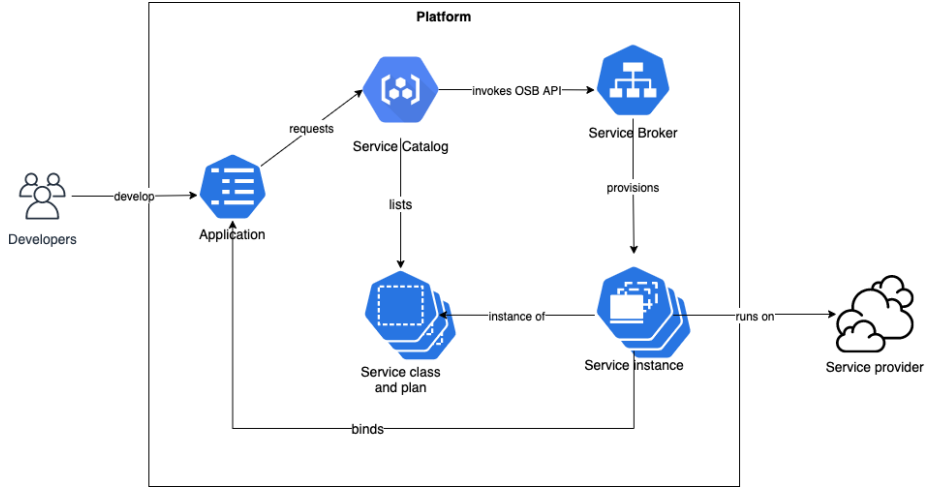 Platform
invokes OSB API
Service Broker
requests
Service Catalog
develop
provisions
lists
Developers
Application
instance of
runs on
Service class
and plan
Service instance
Service provider
binds